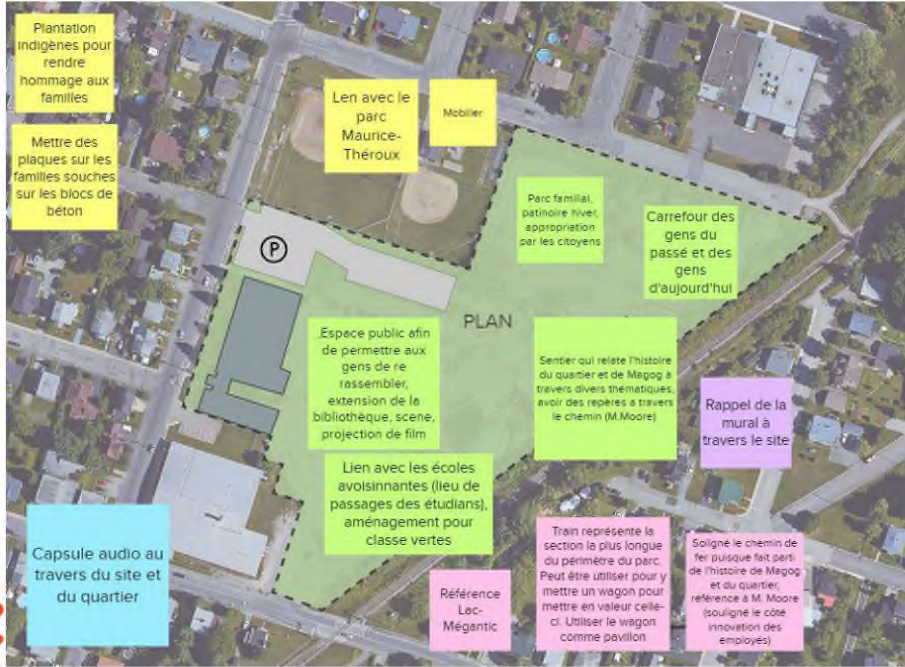 Plantation
indigènes pour
rendre
hommage aux
familles
Mettre des
plaques sur les
familles souches
sur les blocs de
béton
Len avec le
parc
Maurice-
Théroux
Mobilier
Parc familial,
patinoire hiver,
appropriation
par les citoyens
Carrefour des
gens du
passé et des
gens
d'aujourd'hui
P
PLAN
Espace public afin
de permettre aux
gens de re
rassembler,
extension de la
bibliothèque, scene,
projection de film
Sentier qui relate l'histoire
du quartier et de Magog à
travers divers thématiques,
avoir des repères à travers
le chemin (M.Moore)
Rappel de la
mural à
travers le site
Lien avec les écoles
avoisinnantes (lieu de
passages des étudians),
aménagement pour
classe vertes
Capsule audio au
travers du site et
du quartier
Référence
Lac-
Mégantic
Train représente la
section la plus longue
du périmètre du parc.
Peut être utiliser pour y
mettre un wagon pour
mettre en valeur celle-
ci. Utiliser le wagon
comme pavillon
Soligné le chemin de
fer puisque fait parti
de l'histoire de Magog
et du quartier,
référence à M. Moore
(souligné le côté
innovation des
employés)